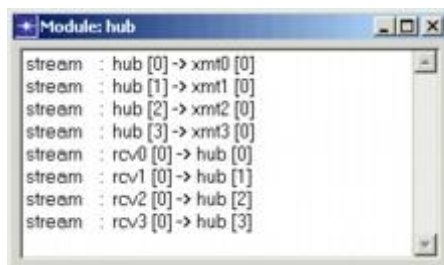 Module: hub
stream : hub [0] -> xmt0 [0]
stream : hub [1] -> xmt1 [0]
stream : hub [2] -> xmt2 [0]
stream : hub [3] -> xmt3 [0]
stream : rcv0 [0] -> hub [0]
stream : rcv1 [0] -> hub [1]
stream : rcv2 [0] -> hub [2]
stream : rcv3 [0] -> hub [3]